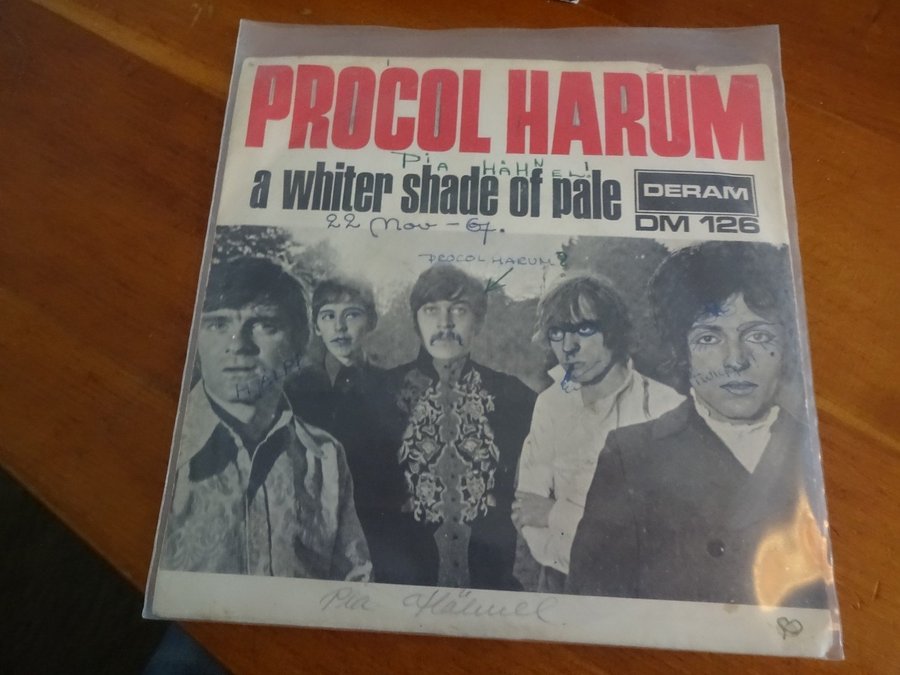 PROCOL HARUM
PIA HÄHNEL!
a whiter shade of pale
DERAM
DM 126
22 Nov - 67.
PROCOL HARUM?
Pia Hähnel